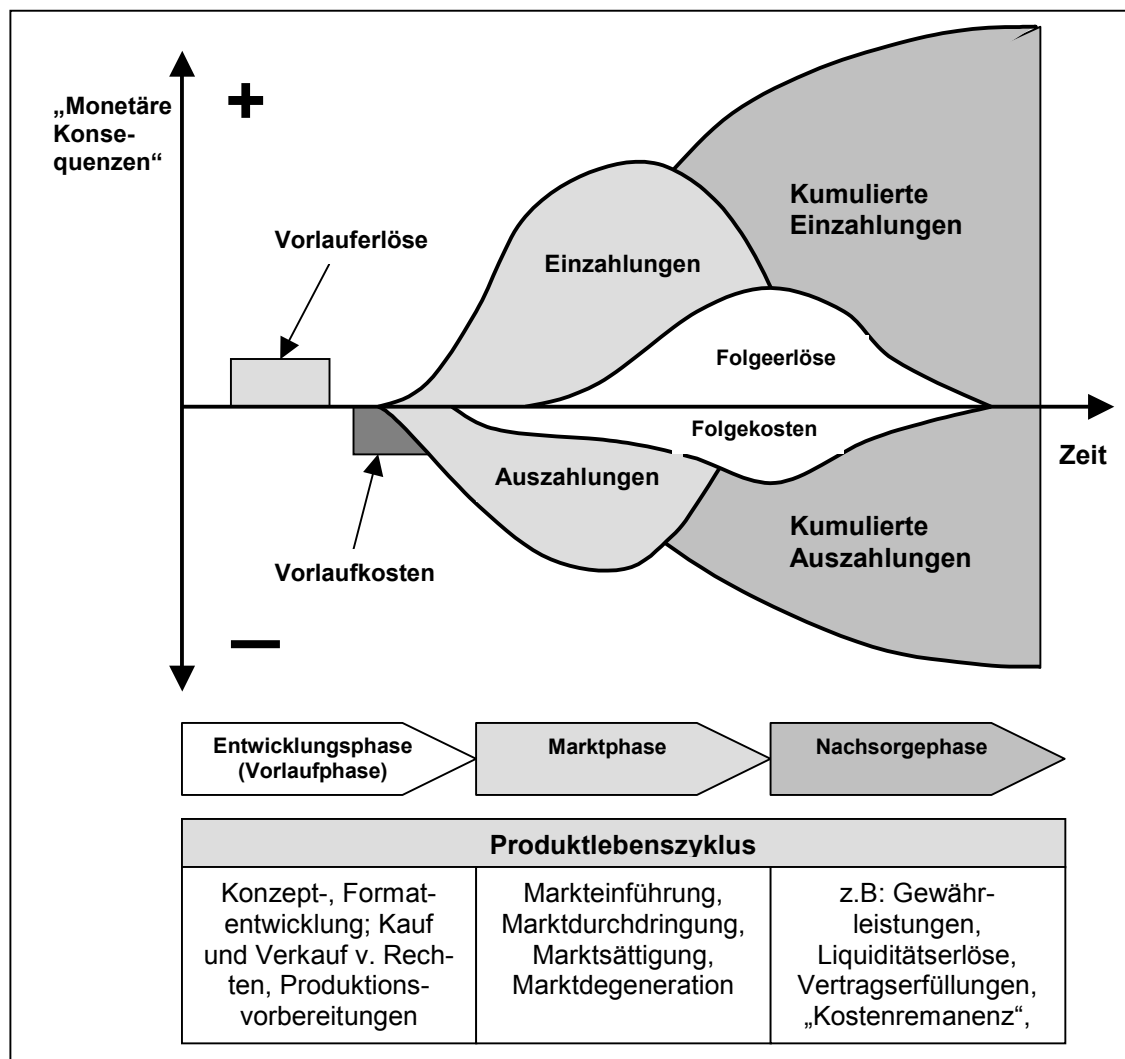 +
„Monetäre
Konse-
quenzen“
Vorlauferlöse
Einzahlungen
Kumulierte
Einzahlungen
Folgeerlöse
Folgekosten
Zeit
Auszahlungen
Kumulierte
Auszahlungen
Vorlaufkosten
–
Entwicklungsphase
(Vorlaufphase)
Marktphase
Nachsorgephase
Produktlebenszyklus
Konzept-, Format-
entwicklung; Kauf
und Verkauf v. Rech-
ten, Produktions-
vorbereitungen
Markteinführung,
Marktdurchdringung,
Marktsättigung,
Marktdegeneration
z.B: Gewähr-
leistungen,
Liquiditätserlöse,
Vertragserfüllungen,
„Kostenremanenz“,